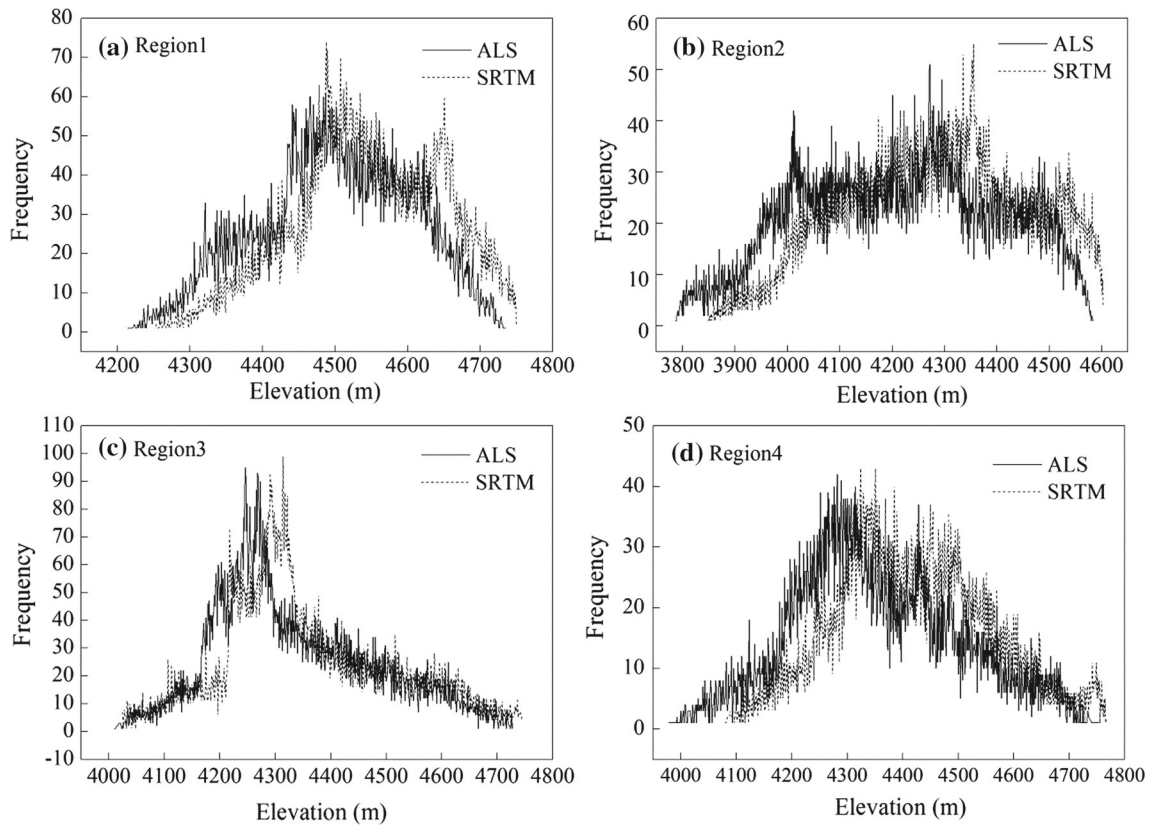 (a) Region1
ALS
SRTM
80
70
60
50
40
30
20
10
0
Frequency
4200 4300 4400 4500 4600 4700 4800
Elevation (m)
(b) Region2
ALS
SRTM
60
50
40
30
20
10
0
Frequency
3800 3900 4000 4100 4200 4300 4400 4500 4600
Elevation (m)
(c) Region3
ALS
SRTM
110
100
90
80
70
60
50
40
30
20
10
0
-10
Frequency
4000 4100 4200 4300 4400 4500 4600 4700 4800
Elevation (m)
(d) Region4
ALS
SRTM
50
40
30
20
10
0
Frequency
4000 4100 4200 4300 4400 4500 4600 4700 4800
Elevation (m)